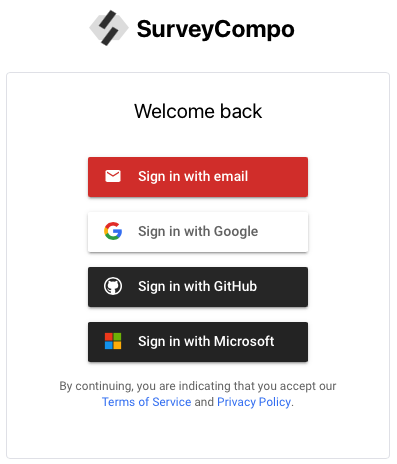 SurveyCompo
Welcome back
Sign in with email
Sign in with Google
Sign in with GitHub
Sign in with Microsoft
By continuing, you are indicating that you accept our
Terms of Service and Privacy Policy.